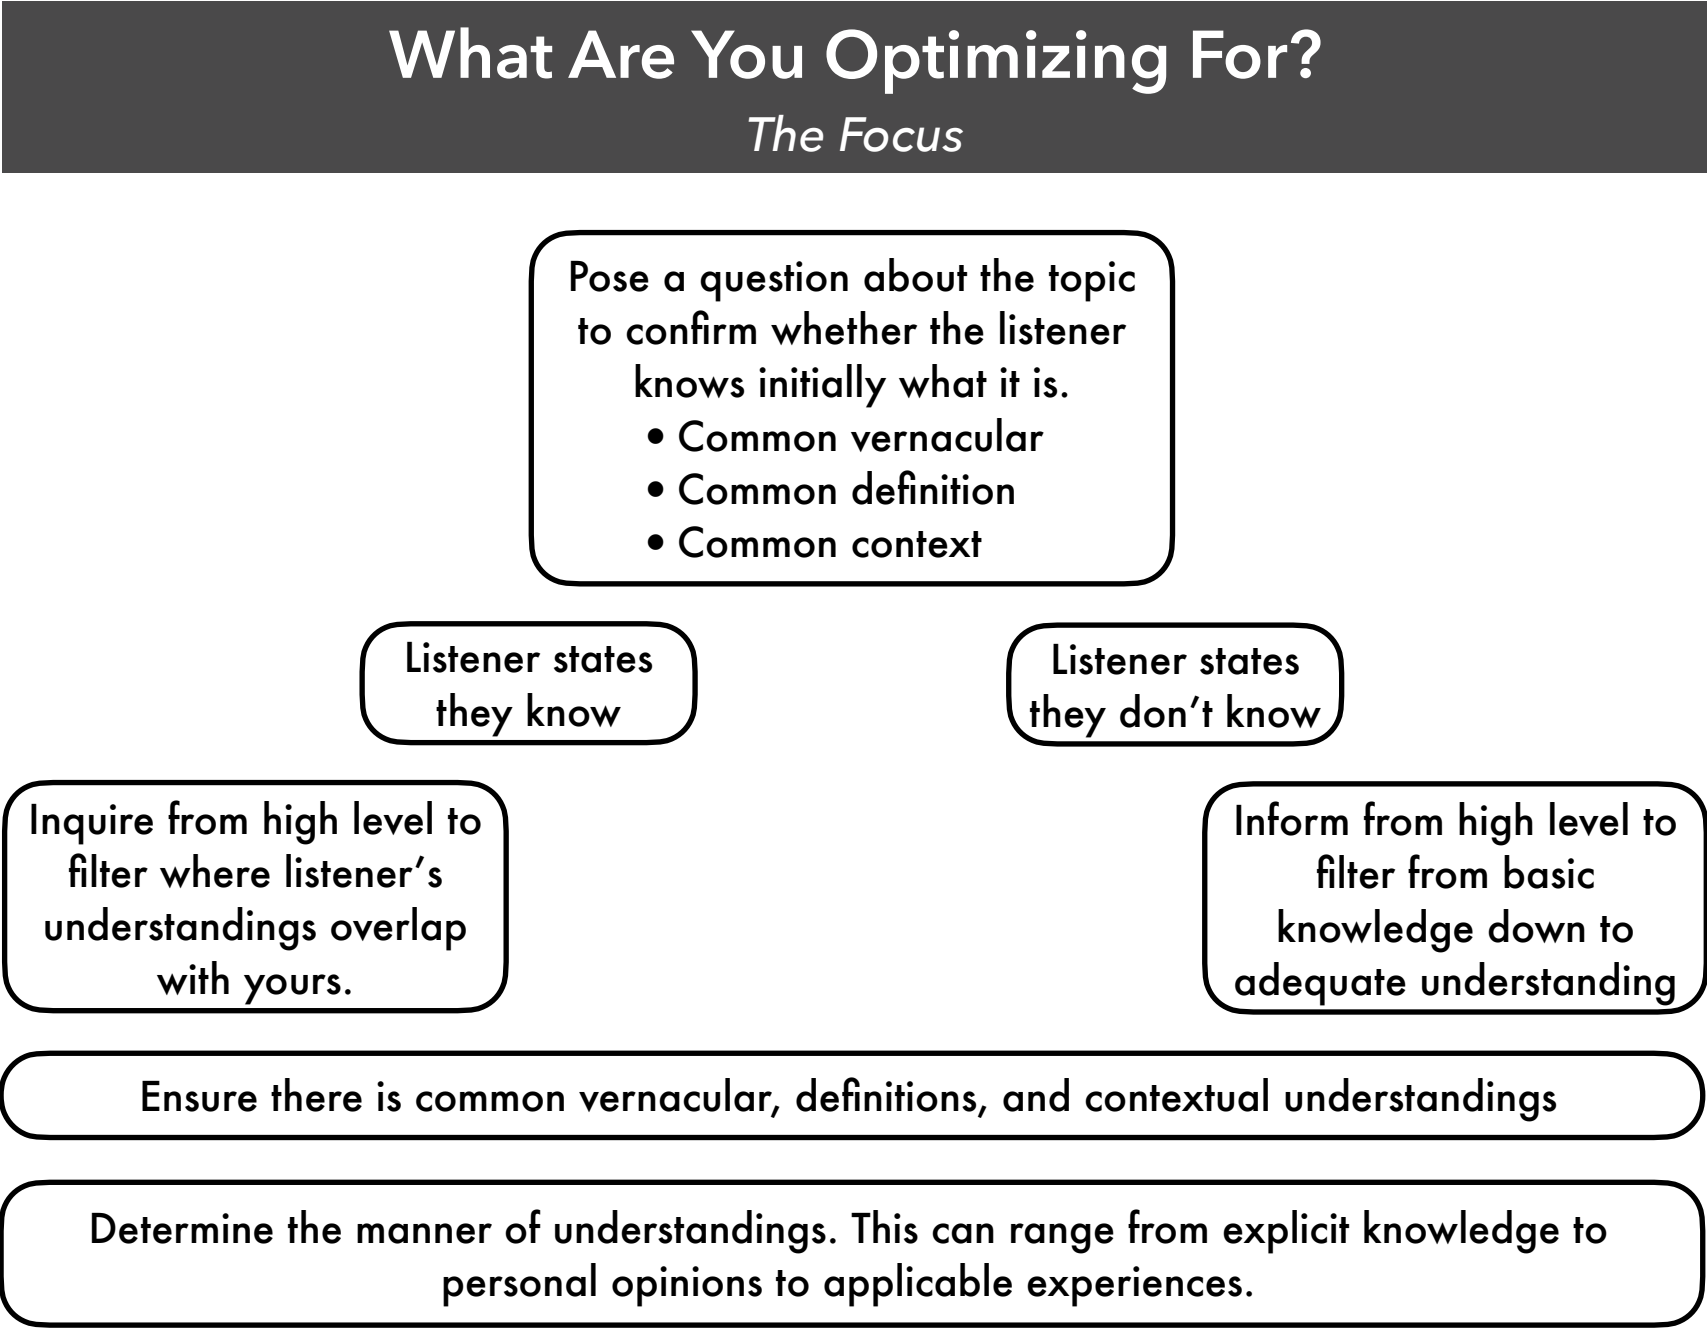 What Are You Optimizing For?
The Focus
Pose a question about the topic
to confirm whether the listener
knows initially what it is.
• Common vernacular
• Common definition
• Common context
Listener states
they know
Listener states
they don’t know
Inquire from high level to
filter where listener’s
understandings overlap
with yours.
Inform from high level to
filter from basic
knowledge down to
adequate understanding
Ensure there is common vernacular, definitions, and contextual understandings
Determine the manner of understandings. This can range from explicit knowledge to
personal opinions to applicable experiences.